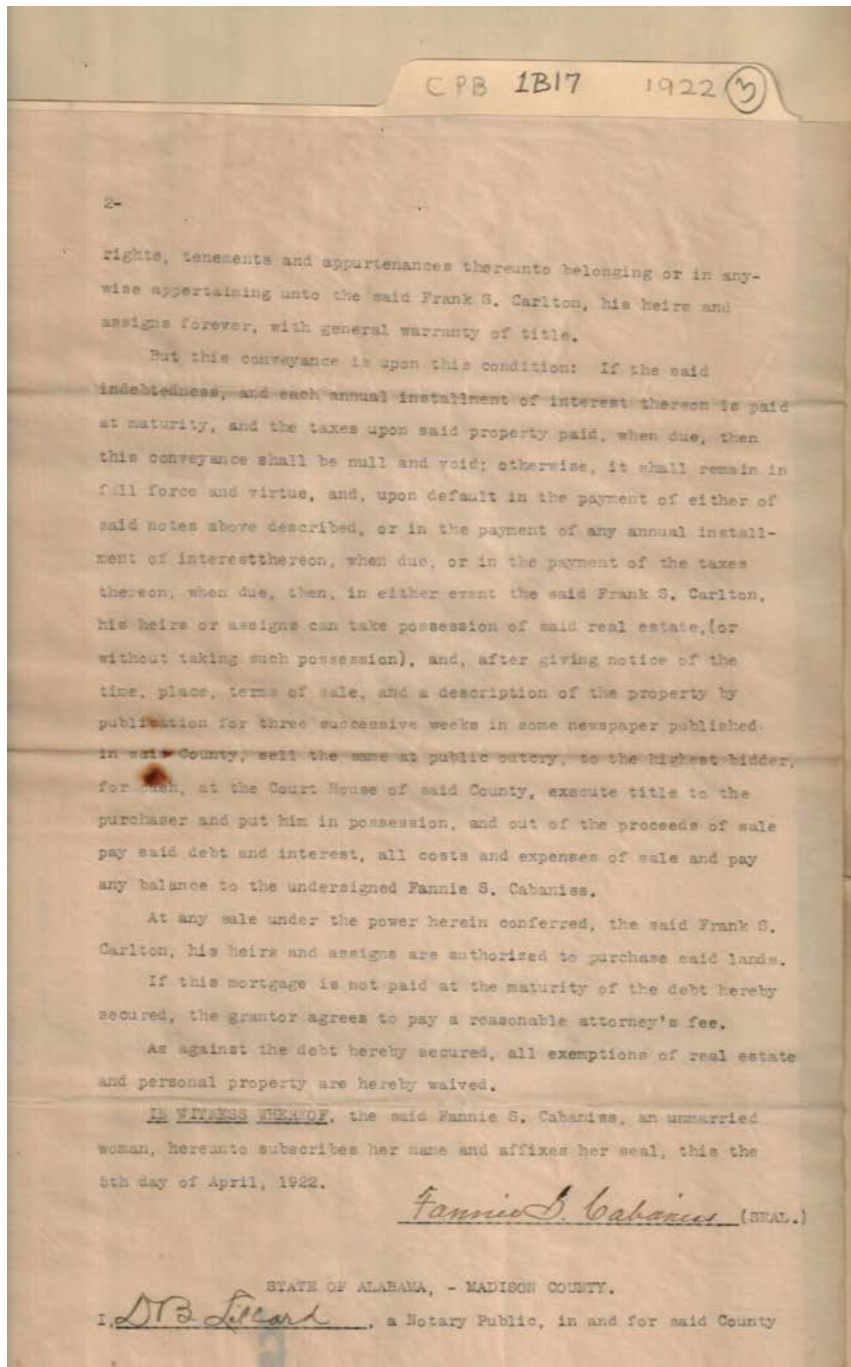 CPB 1B17 1922 3
2-
rights, tenements and appurtenances thereunto belonging or in any-
wise appertaining unto the said Frank S. Carlton, his heirs and
assigns forever, with general warranty of title.
But this conveyance is upon this condition: If the said
indebtedness, and each annual installment of interest thereon is paid
at maturity, and the taxes upon said property paid, when due, then
this conveyance shall be null and void; otherwise, it shall remain in
full force and virtue, and, upon default in the payment of either of
said notes above described, or in the payment of any annual install-
ment of interestthereon, when due, or in the payment of the taxes
thereon, when due, then, in either event the said Frank S. Carlton,
his heirs or assigns can take possession of said real estate,(or
without taking such possession), and, after giving notice of the
time, place, terms of sale, and a description of the property by
publication for three successive weeks in some newspaper published
in said County, sell the same at public outcry, to the highest bidder,
for cash, at the Court House of said County, execute title to the
purchaser and put him in possession, and out of the proceeds of sale
pay said debt and interest, all costs and expenses of sale and pay
any balance to the undersigned Fannie S. Cabaniss.
At any sale under the power herein conferred, the said Frank S.
Carlton, his heirs and assigns are authorized to purchase said lands.
If this mortgage is not paid at the maturity of the debt hereby
secured, the grantor agrees to pay a reasonable attorney's fee.
As against the debt hereby secured, all exemptions of real estate
and personal property are hereby waived.
IN WITNESS WHEREOF, the said Fannie S. Cabaniss, an unmarried
woman, hereunto subscribes her name and affixes her seal, this the
5th day of April, 1922.
Fannie S. Cabaniss (SEAL.)
STATE OF ALABAMA, - MADISON COUNTY.
I, D B Lillard, a Notary Public, in and for said County